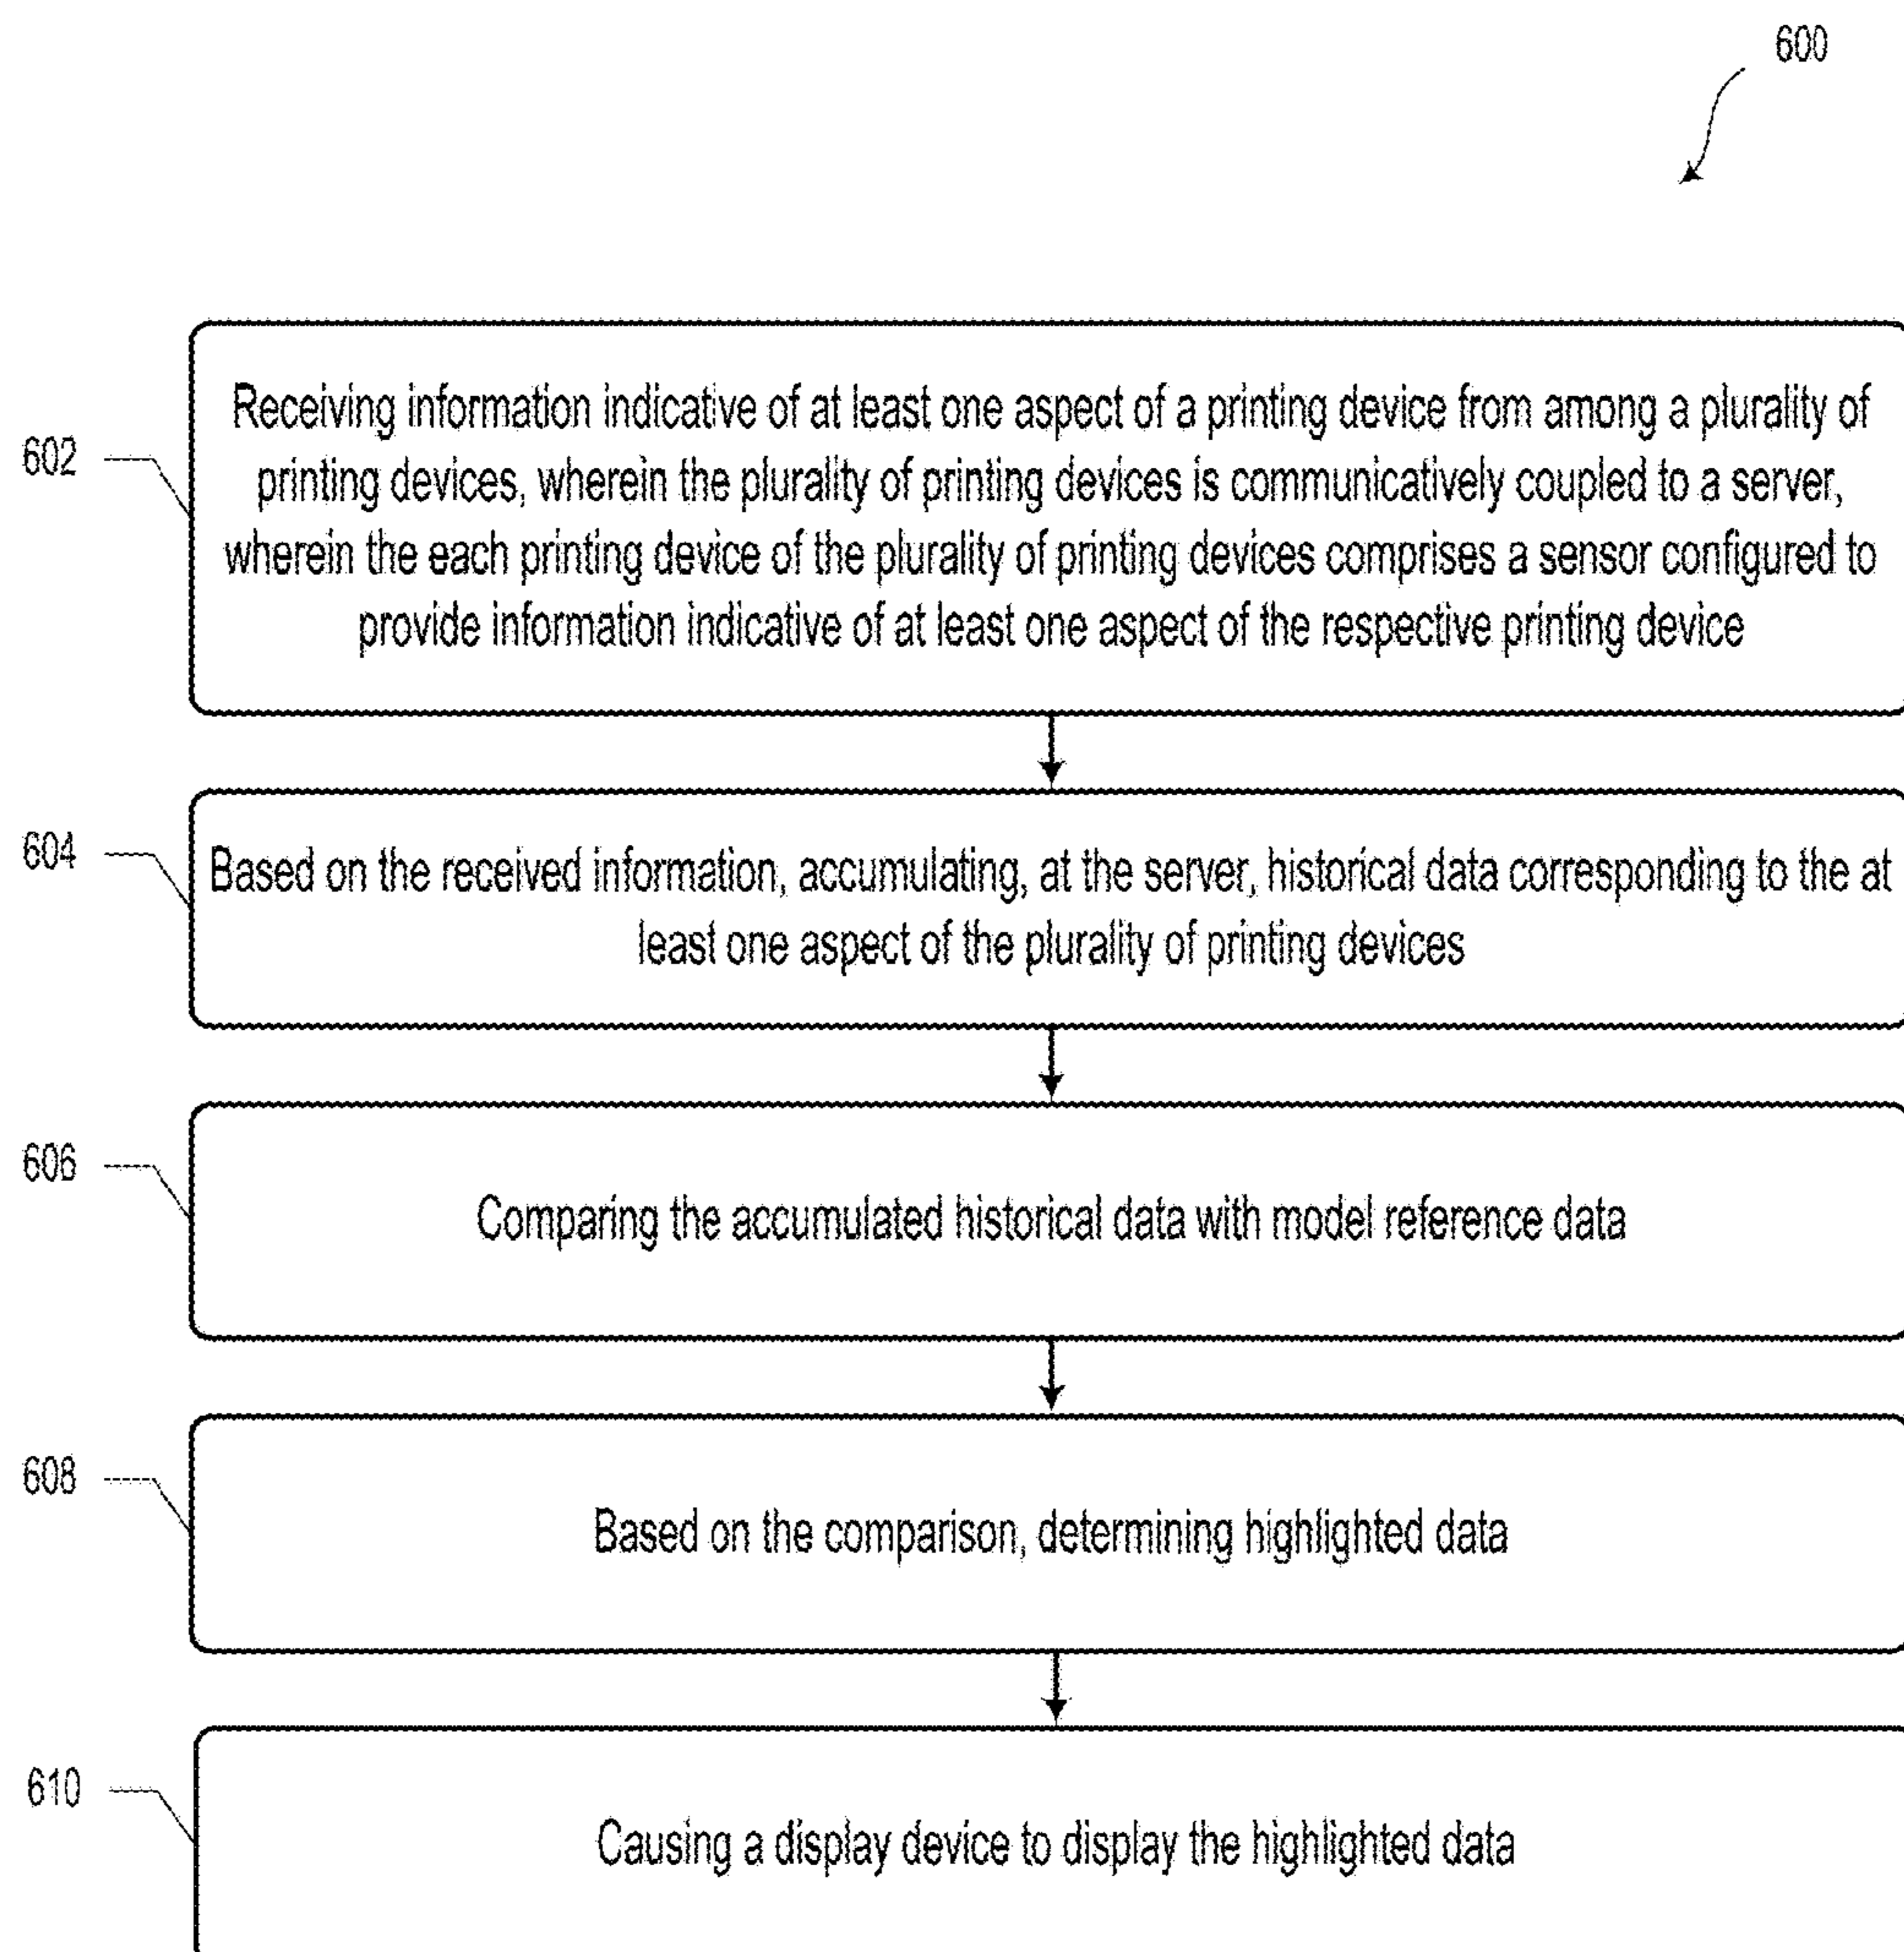 600
602
Receiving information indicative of at least one aspect of a printing device from among a plurality of
printing devices, wherein the plurality of printing devices is communicatively coupled to a server,
wherein the each printing device of the plurality of printing devices comprises a sensor configured to
provide information indicative of at least one aspect of the respective printing device
604
Based on the received information, accumulating, at the server, historical data corresponding to the at
least one aspect of the plurality of printing devices
606
Comparing the accumulated historical data with model reference data
608
Based on the comparison, determining highlighted data
610
Causing a display device to display the highlighted data